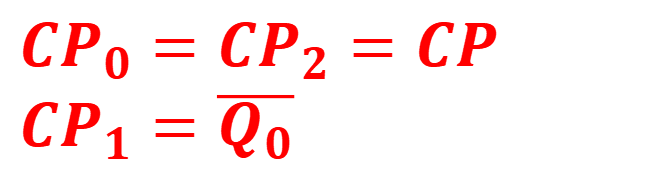 CP₀ = CP₂ = CP
CP₁ = Q̅₀